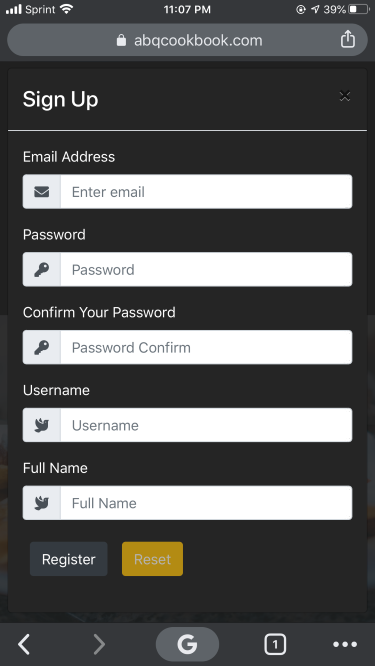 Sprint 11:07 PM 39%
abqcookbook.com
Sign Up
Email Address
Enter email
Password
Password
Confirm Your Password
Password Confirm
Username
Username
Full Name
Full Name
Register Reset
G 1